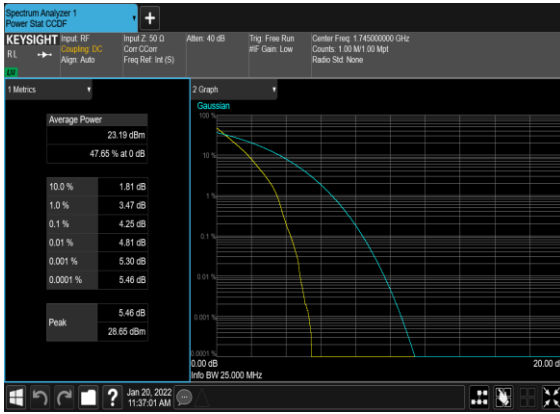 Spectrum Analyzer 1
Power Stat CCDF
+
KEYSIGHT
RL
LV
Input: RF
Coupling: DC
Align: Auto
Input Z: 50 Ω
Corr CCorr
Freq Ref: Int (S)
Atten: 40 dB
Trig: Free Run
#IF Gain: Low
Center Freq: 1.745000000 GHz
Counts: 1.00 M/1.00 Mpt
Radio Std: None
1 Metrics
Average Power
23.19 dBm
47.65 % at 0 dB
10.0 % 1.81 dB
1.0 % 3.47 dB
0.1 % 4.25 dB
0.01 % 4.81 dB
0.001 % 5.30 dB
0.0001 % 5.46 dB
Peak
5.46 dB
28.65 dBm
2 Graph
Gaussian
100 %
10 %
1 %
0.1 %
0.01 %
0.001 %
0.0001 %
0.00 dB
20.00 d
Info BW 25.000 MHz
?
Jan 20, 2022
11:37:01 AM